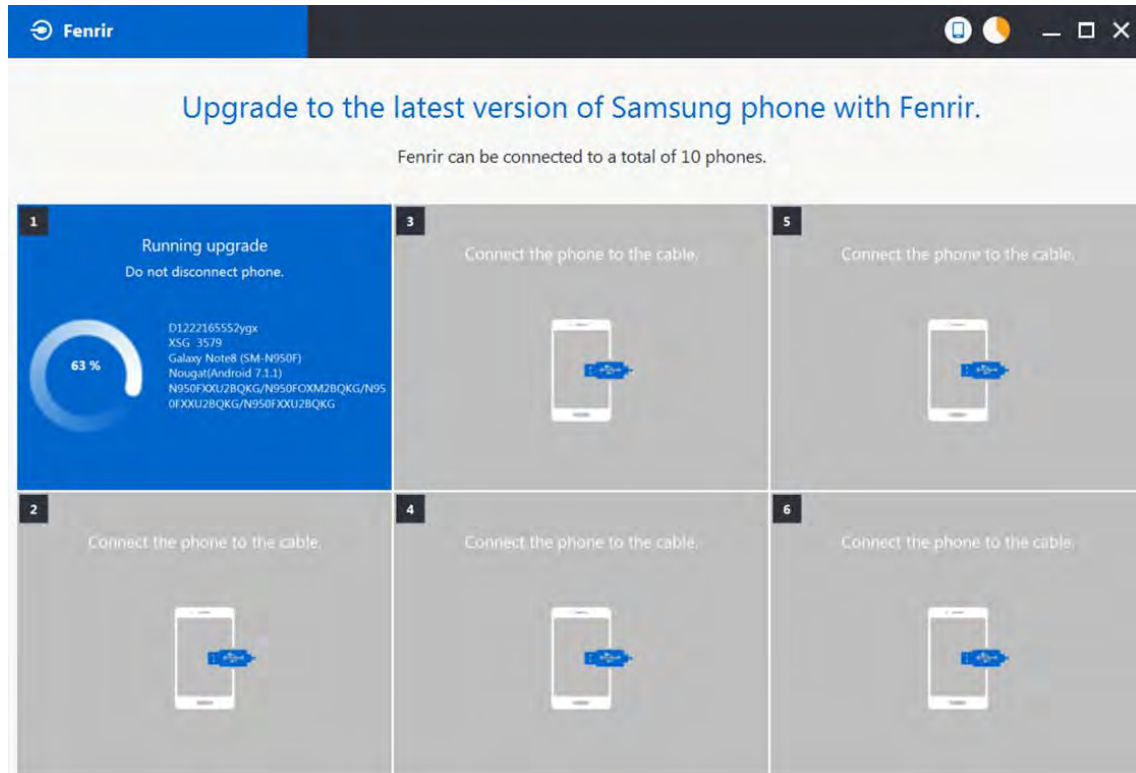 Fenrir
Upgrade to the latest version of Samsung phone with Fenrir.
Fenrir can be connected to a total of 10 phones.
1
Running upgrade
Do not disconnect phone.
63 %
D1222165552ygx
XSG 3579
Galaxy Note8 (SM-N950F)
Nougat(Android 7.1.1)
N950FXXU2BQKG/N950FOXM2BQKG/N95
0FXXU2BQKG/N950FXXU2BQKG
3
Connect the phone to the cable.
5
Connect the phone to the cable.
2
Connect the phone to the cable.
4
Connect the phone to the cable.
6
Connect the phone to the cable.